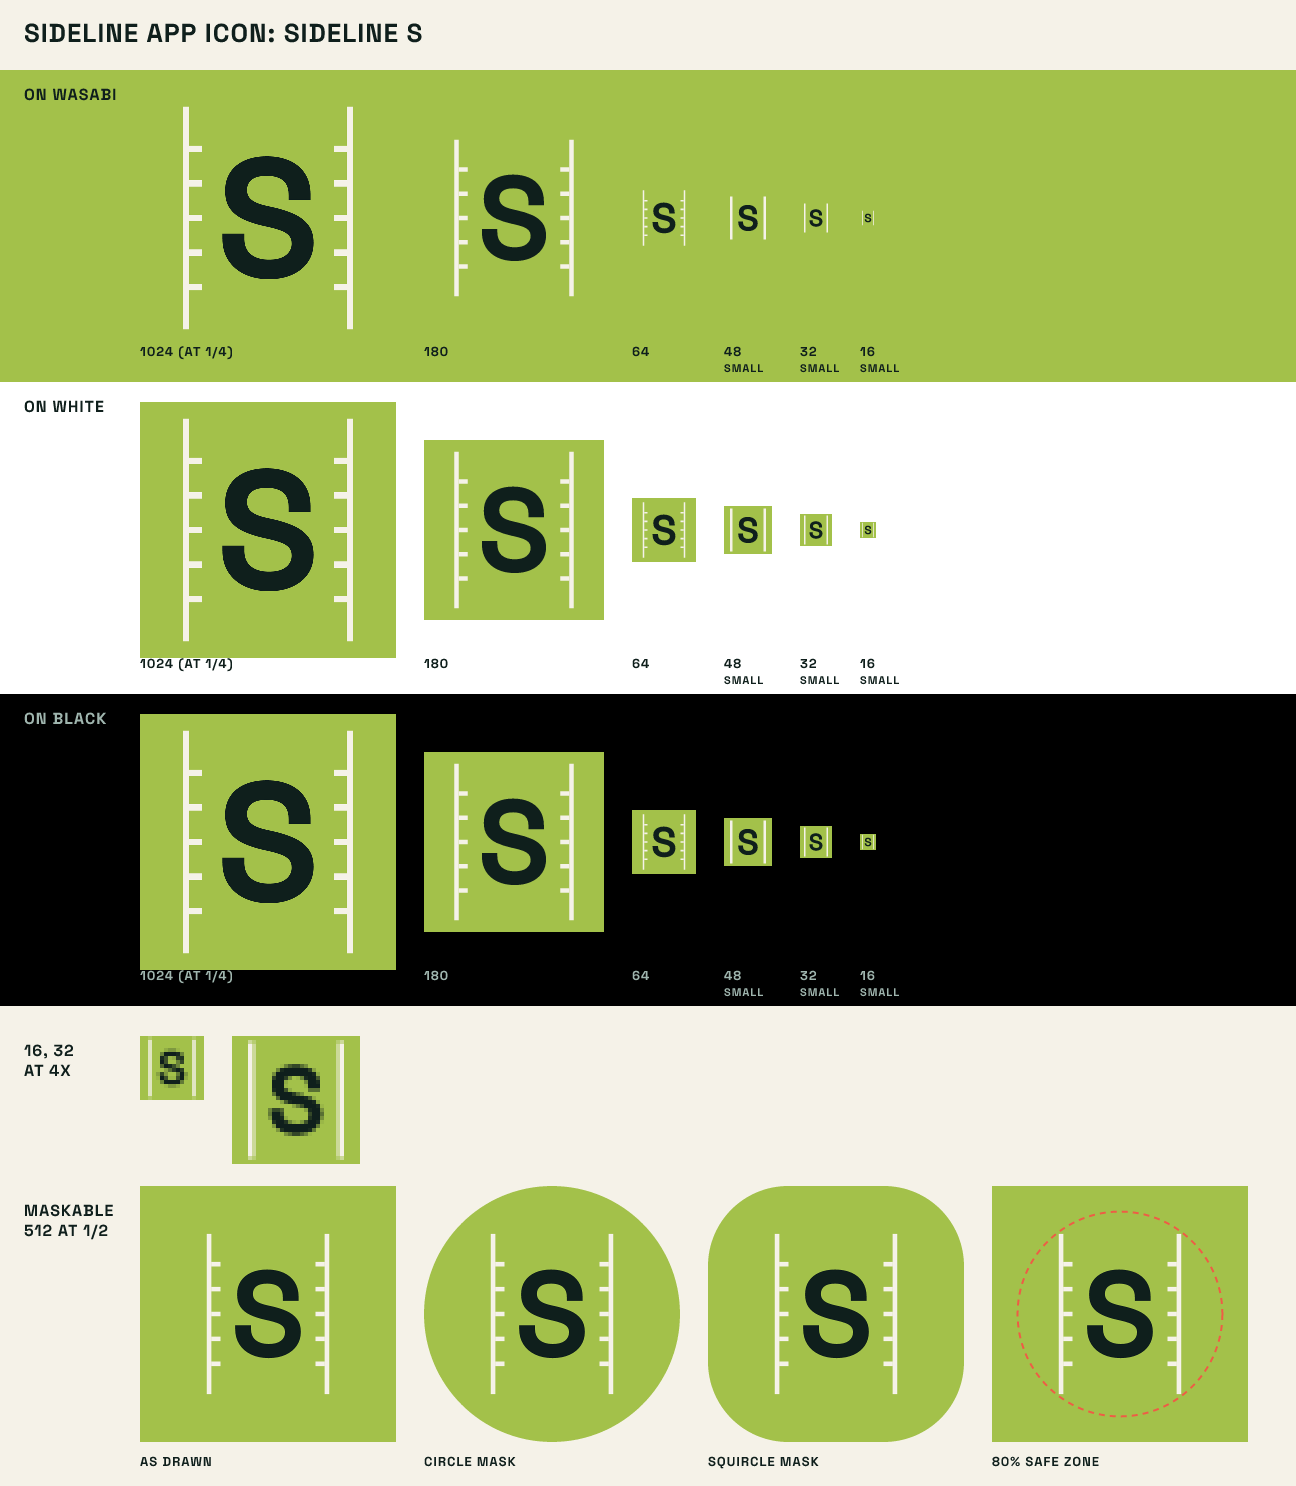 SIDELINE APP ICON: SIDELINE S
ON WASABI
S S S S S S
1024 (AT 1/4) 180 64 48 32 16
SMALL SMALL SMALL
ON WHITE
S S S S S S
1024 (AT 1/4) 180 64 48 32 16
SMALL SMALL SMALL
ON BLACK
S S S S S S
1024 (AT 1/4) 180 64 48 32 16
SMALL SMALL SMALL
16, 32
AT 4X
S S
MASKABLE
512 AT 1/2
S S S S
AS DRAWN CIRCLE MASK SQUIRCLE MASK 80% SAFE ZONE